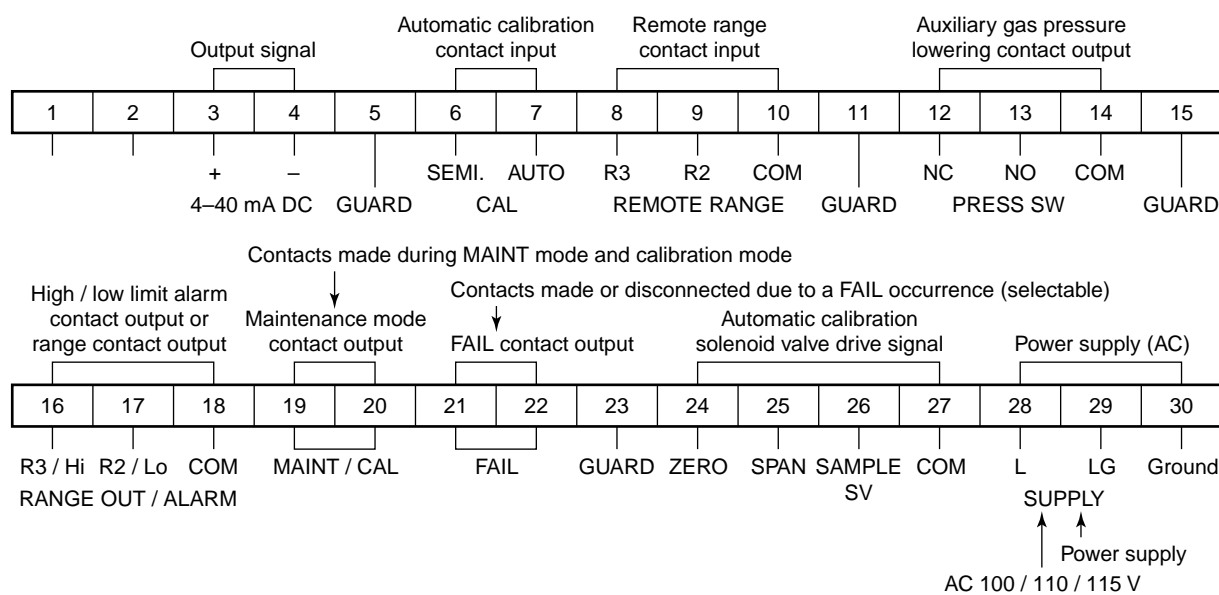 Output signal
Automatic calibration
contact input
Remote range
contact input
Auxiliary gas pressure
lowering contact output
1 2 3 4 5 6 7 8 9 10 11 12 13 14 15
+ – SEMI. AUTO R3 R2 COM NC NO COM
4–40 mA DC GUARD CAL REMOTE RANGE GUARD PRESS SW GUARD
Contacts made during MAINT mode and calibration mode
High / low limit alarm
contact output or
range contact output
Maintenance mode
contact output
Contacts made or disconnected due to a FAIL occurrence (selectable)
FAIL contact output
Automatic calibration
solenoid valve drive signal
Power supply (AC)
16 17 18 19 20 21 22 23 24 25 26 27 28 29 30
R3 / Hi R2 / Lo COM MAINT / CAL FAIL GUARD ZERO SPAN SAMPLE COM L LG Ground
RANGE OUT / ALARM SV SUPPLY
Power supply
AC 100 / 110 / 115 V